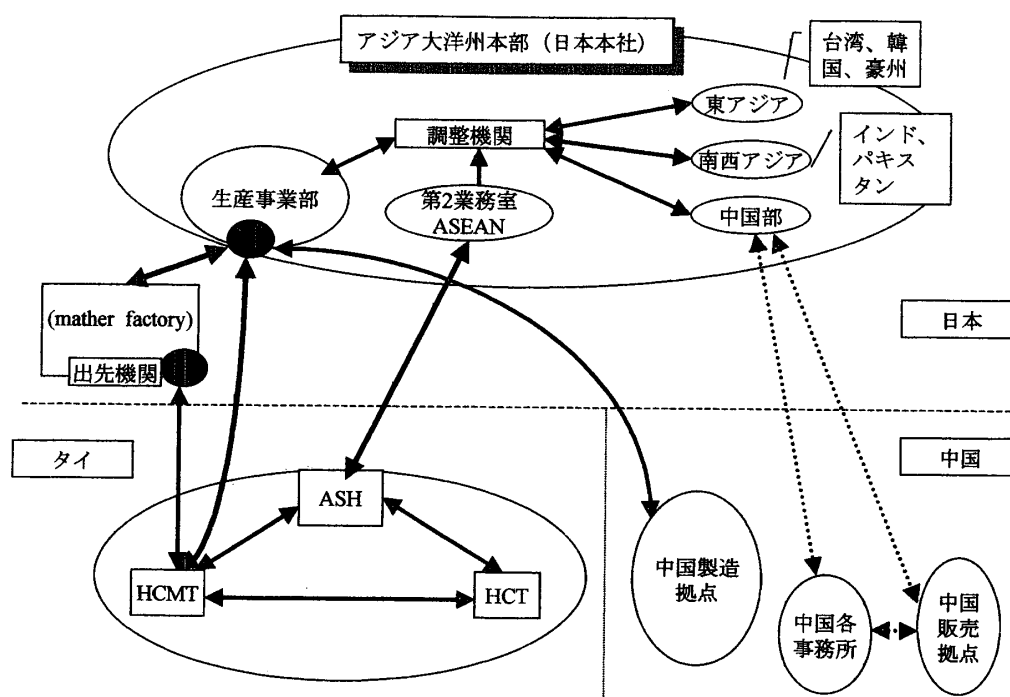 アジア大洋州本部（日本本社）
台湾、韓
国、豪州
東アジア
調整機関
インド、
パキス
タン
南西アジア
生産事業部
第2業務室
ASEAN
中国部
(mather factory)
日本
出先機関
タイ
中国
ASH
中国製造
拠点
HCMT
HCT
中国各
事務所
中国
販売
拠点